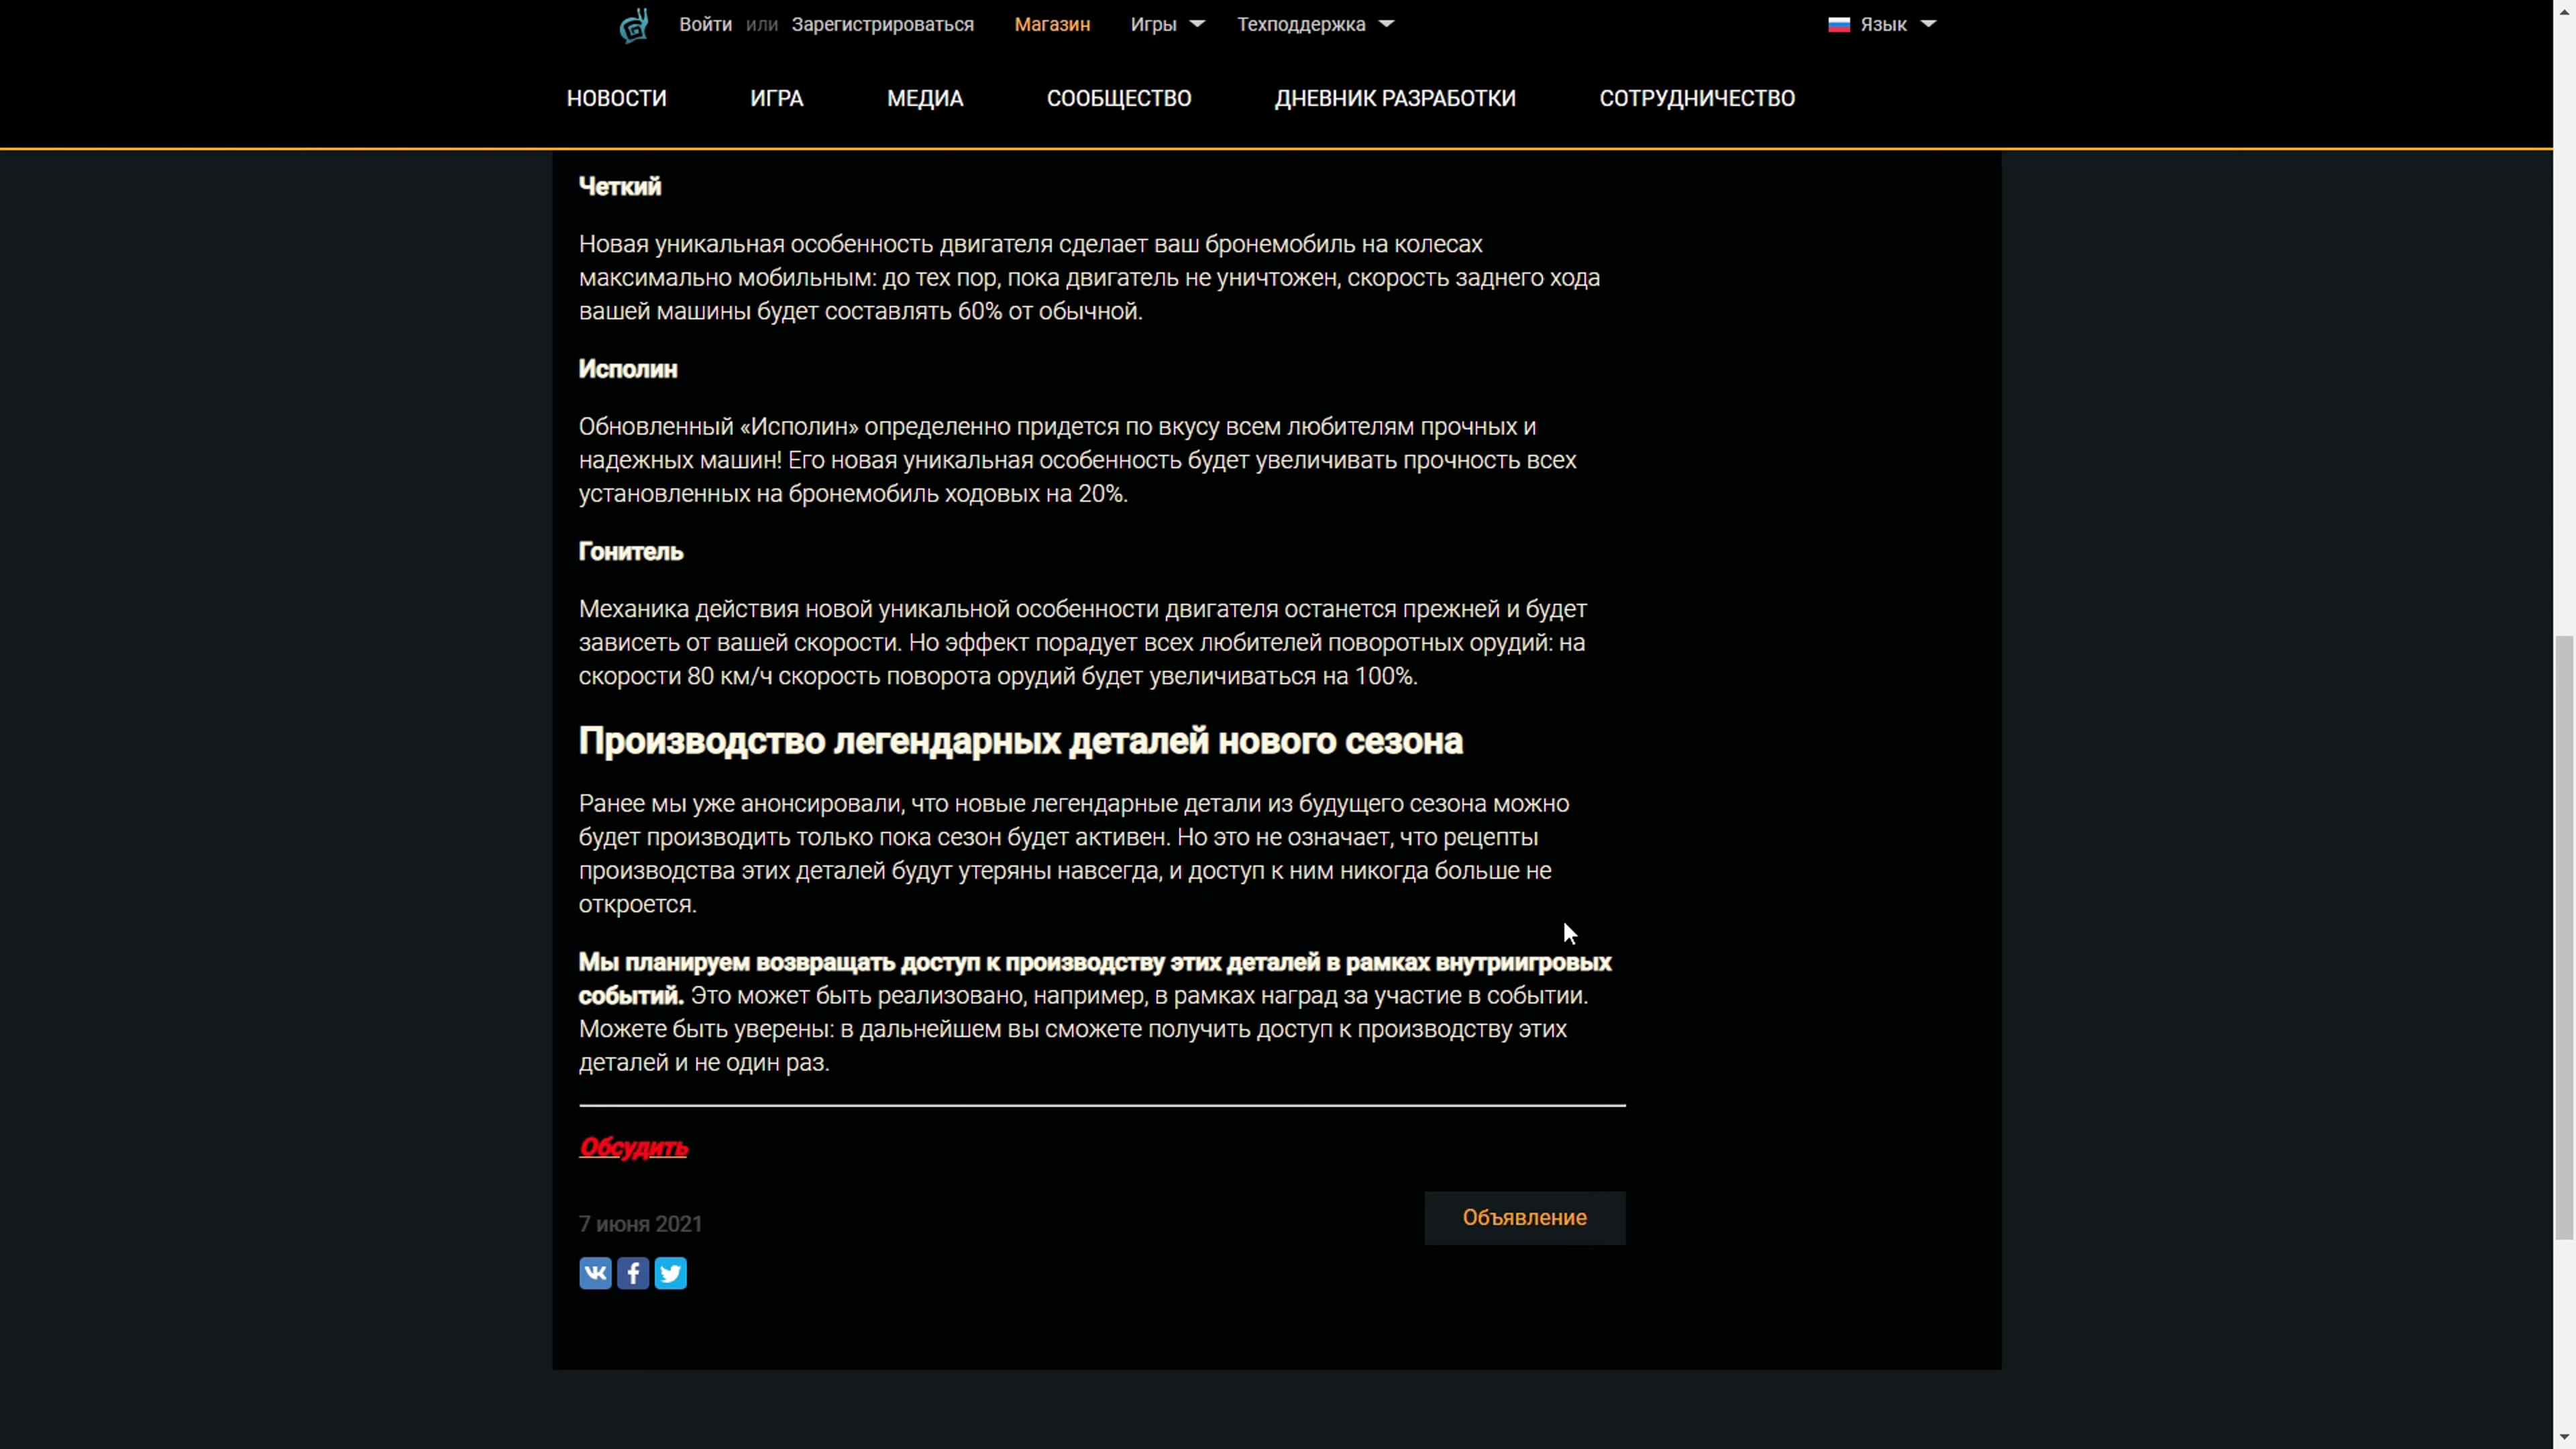 Войти или Зарегистрироваться Магазин Игры Техподдержка Язык
НОВОСТИ ИГРА МЕДИА СООБЩЕСТВО ДНЕВНИК РАЗРАБОТКИ СОТРУДНИЧЕСТВО
Четкий
Новая уникальная особенность двигателя сделает ваш бронемобиль на колесах
максимально мобильным: до тех пор, пока двигатель не уничтожен, скорость заднего хода
вашей машины будет составлять 60% от обычной.
Исполин
Обновленный «Исполин» определенно придется по вкусу всем любителям прочных и
надежных машин! Его новая уникальная особенность будет увеличивать прочность всех
установленных на бронемобиль ходовых на 20%.
Гонитель
Механика действия новой уникальной особенности двигателя останется прежней и будет
зависеть от вашей скорости. Но эффект порадует всех любителей поворотных орудий: на
скорости 80 км/ч скорость поворота орудий будет увеличиваться на 100%.
Производство легендарных деталей нового сезона
Ранее мы уже анонсировали, что новые легендарные детали из будущего сезона можно
будет производить только пока сезон будет активен. Но это не означает, что рецепты
производства этих деталей будут утеряны навсегда, и доступ к ним никогда больше не
откроется.
Мы планируем возвращать доступ к производству этих деталей в рамках внутриигровых
событий. Это может быть реализовано, например, в рамках наград за участие в событии.
Можете быть уверены: в дальнейшем вы сможете получить доступ к производству этих
деталей и не один раз.
Обсудить
Объявление
7 июня 2021